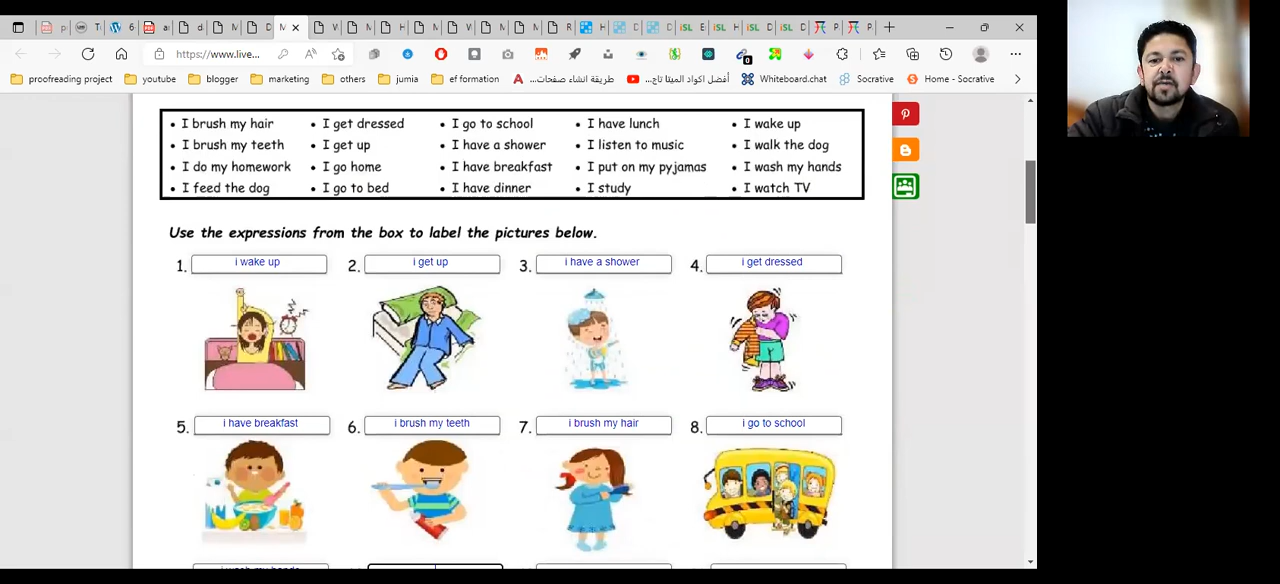 https://www.live...
proofreading project
youtube
blogger
marketing
others
jumia
ef formation
طريقة انشاء صفحات...
أفضل اكواد الميتا تاج...
Whiteboard.chat
Socrative
Home - Socrative
• I brush my hair • I get dressed • I go to school • I have lunch • I wake up
• I brush my teeth • I get up • I have a shower • I listen to music • I walk the dog
• I do my homework • I go home • I have breakfast • I put on my pyjamas • I wash my hands
• I feed the dog • I go to bed • I have dinner • I study • I watch TV
Use the expressions from the box to label the pictures below.
1. i wake up 2. i get up 3. i have a shower 4. i get dressed
5. i have breakfast 6. i brush my teeth 7. i brush my hair 8. i go to school
i wash my hands